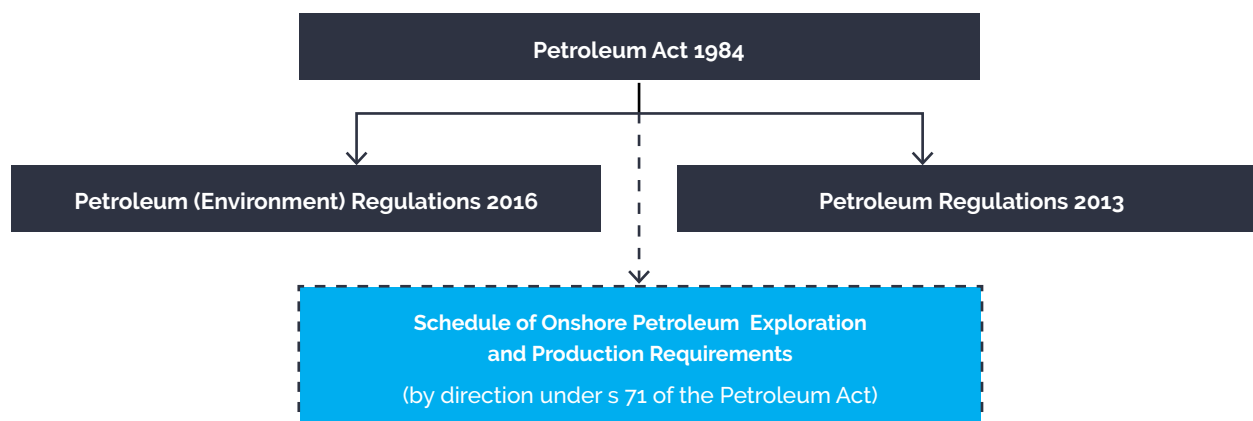 Petroleum Act 1984
Petroleum (Environment) Regulations 2016
Petroleum Regulations 2013
Schedule of Onshore Petroleum Exploration
and Production Requirements
(by direction under s 71 of the Petroleum Act)